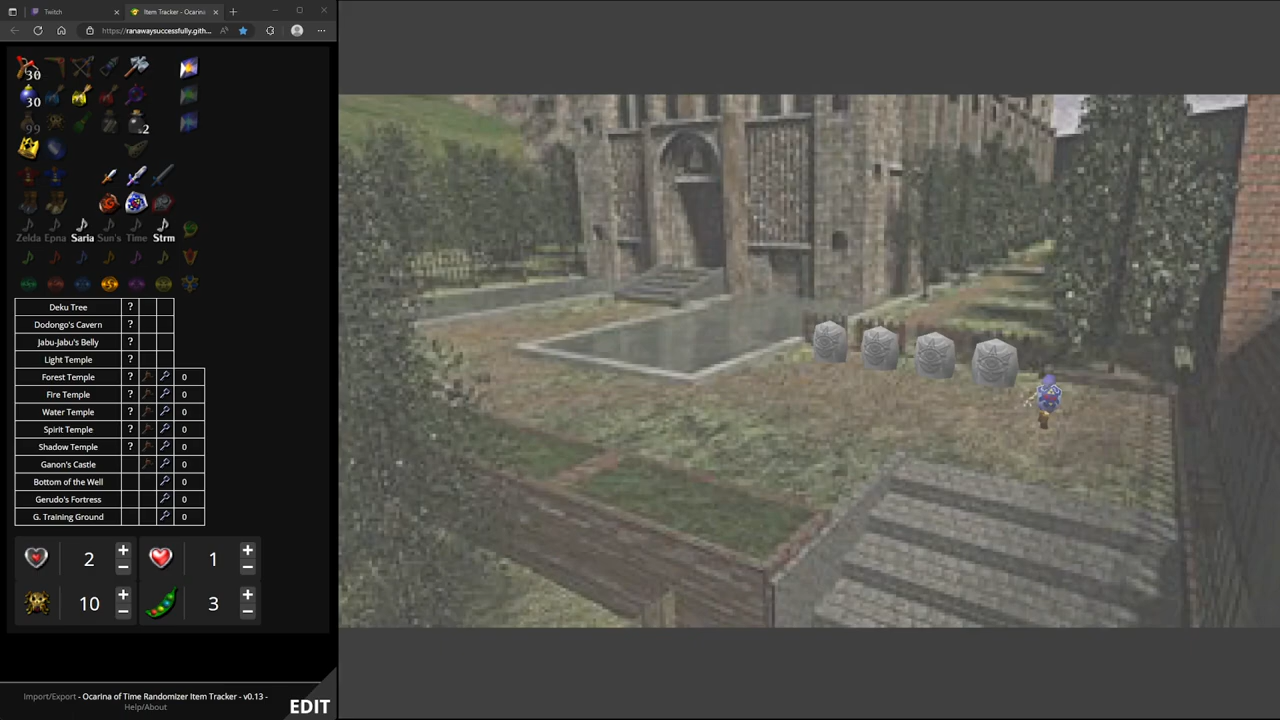 Twitch
Item Tracker - Ocarina
https://ranawaysuccessfully.gith...
30
30
99
2
Zelda Epna Saria Sun's Time Strm
Deku Tree ?
Dodongo's Cavern ?
Jabu-Jabu's Belly ?
Light Temple ?
Forest Temple ? 0
Fire Temple ? 0
Water Temple ? 0
Spirit Temple ? 0
Shadow Temple ? 0
Ganon's Castle 0
Bottom of the Well 0
Gerudo's Fortress 0
G. Training Ground 0
2 + − 1 + −
10 + − 3 + −
Import/Export - Ocarina of Time Randomizer Item Tracker - v0.13 -
Help/About
EDIT